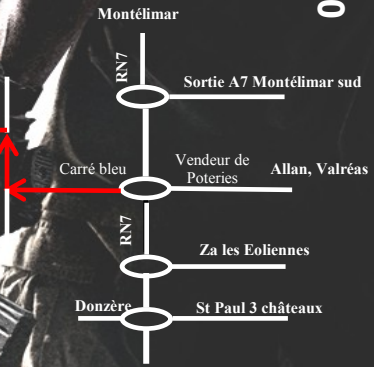 Montélimar
0
RN7
Sortie A7 Montélimar sud
Carré bleu
Vendeur de
Poteries
Allan, Valréas
RN7
Za les Eoliennes
Donzère
St Paul 3 châteaux